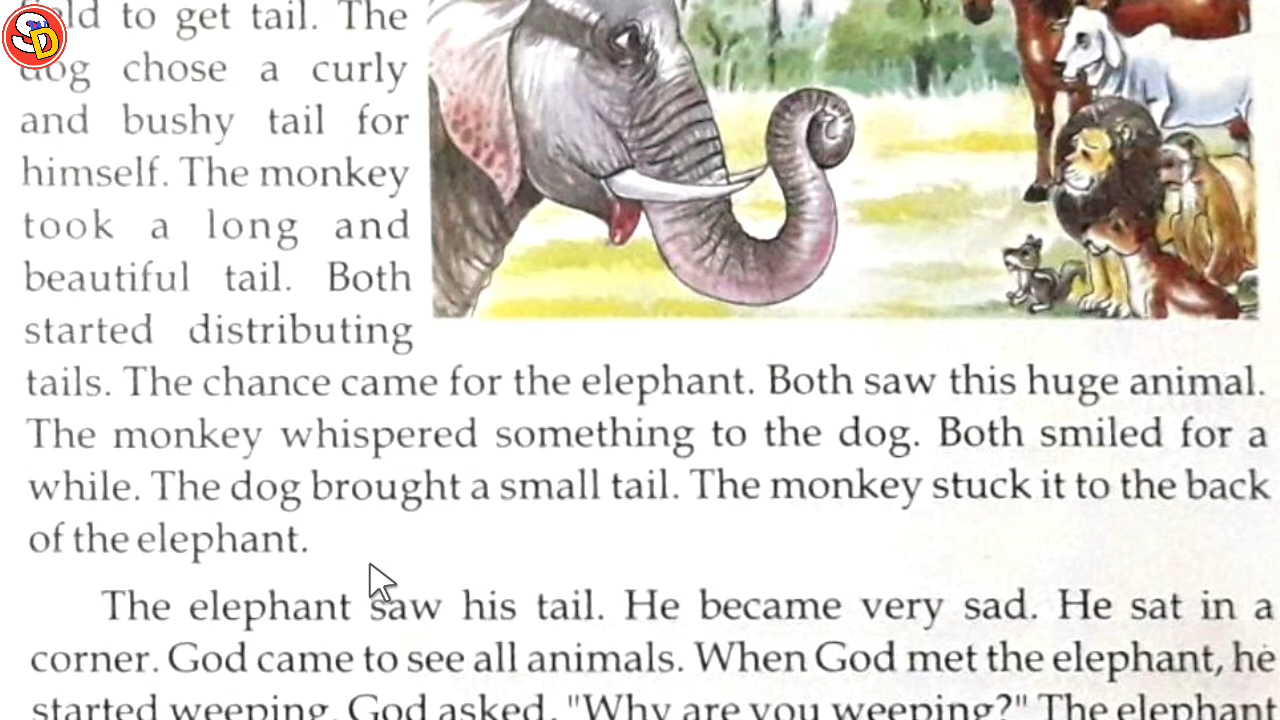 SD
to get tail. The
dog chose a curly
and bushy tail for
himself. The monkey
took a long and
beautiful tail. Both
started distributing
tails. The chance came for the elephant. Both saw this huge animal.
The monkey whispered something to the dog. Both smiled for a
while. The dog brought a small tail. The monkey stuck it to the back
of the elephant.
The elephant saw his tail. He became very sad. He sat in a
corner. God came to see all animals. When God met the elephant, he
started weeping. God asked, "Why are you weeping?" The elephant